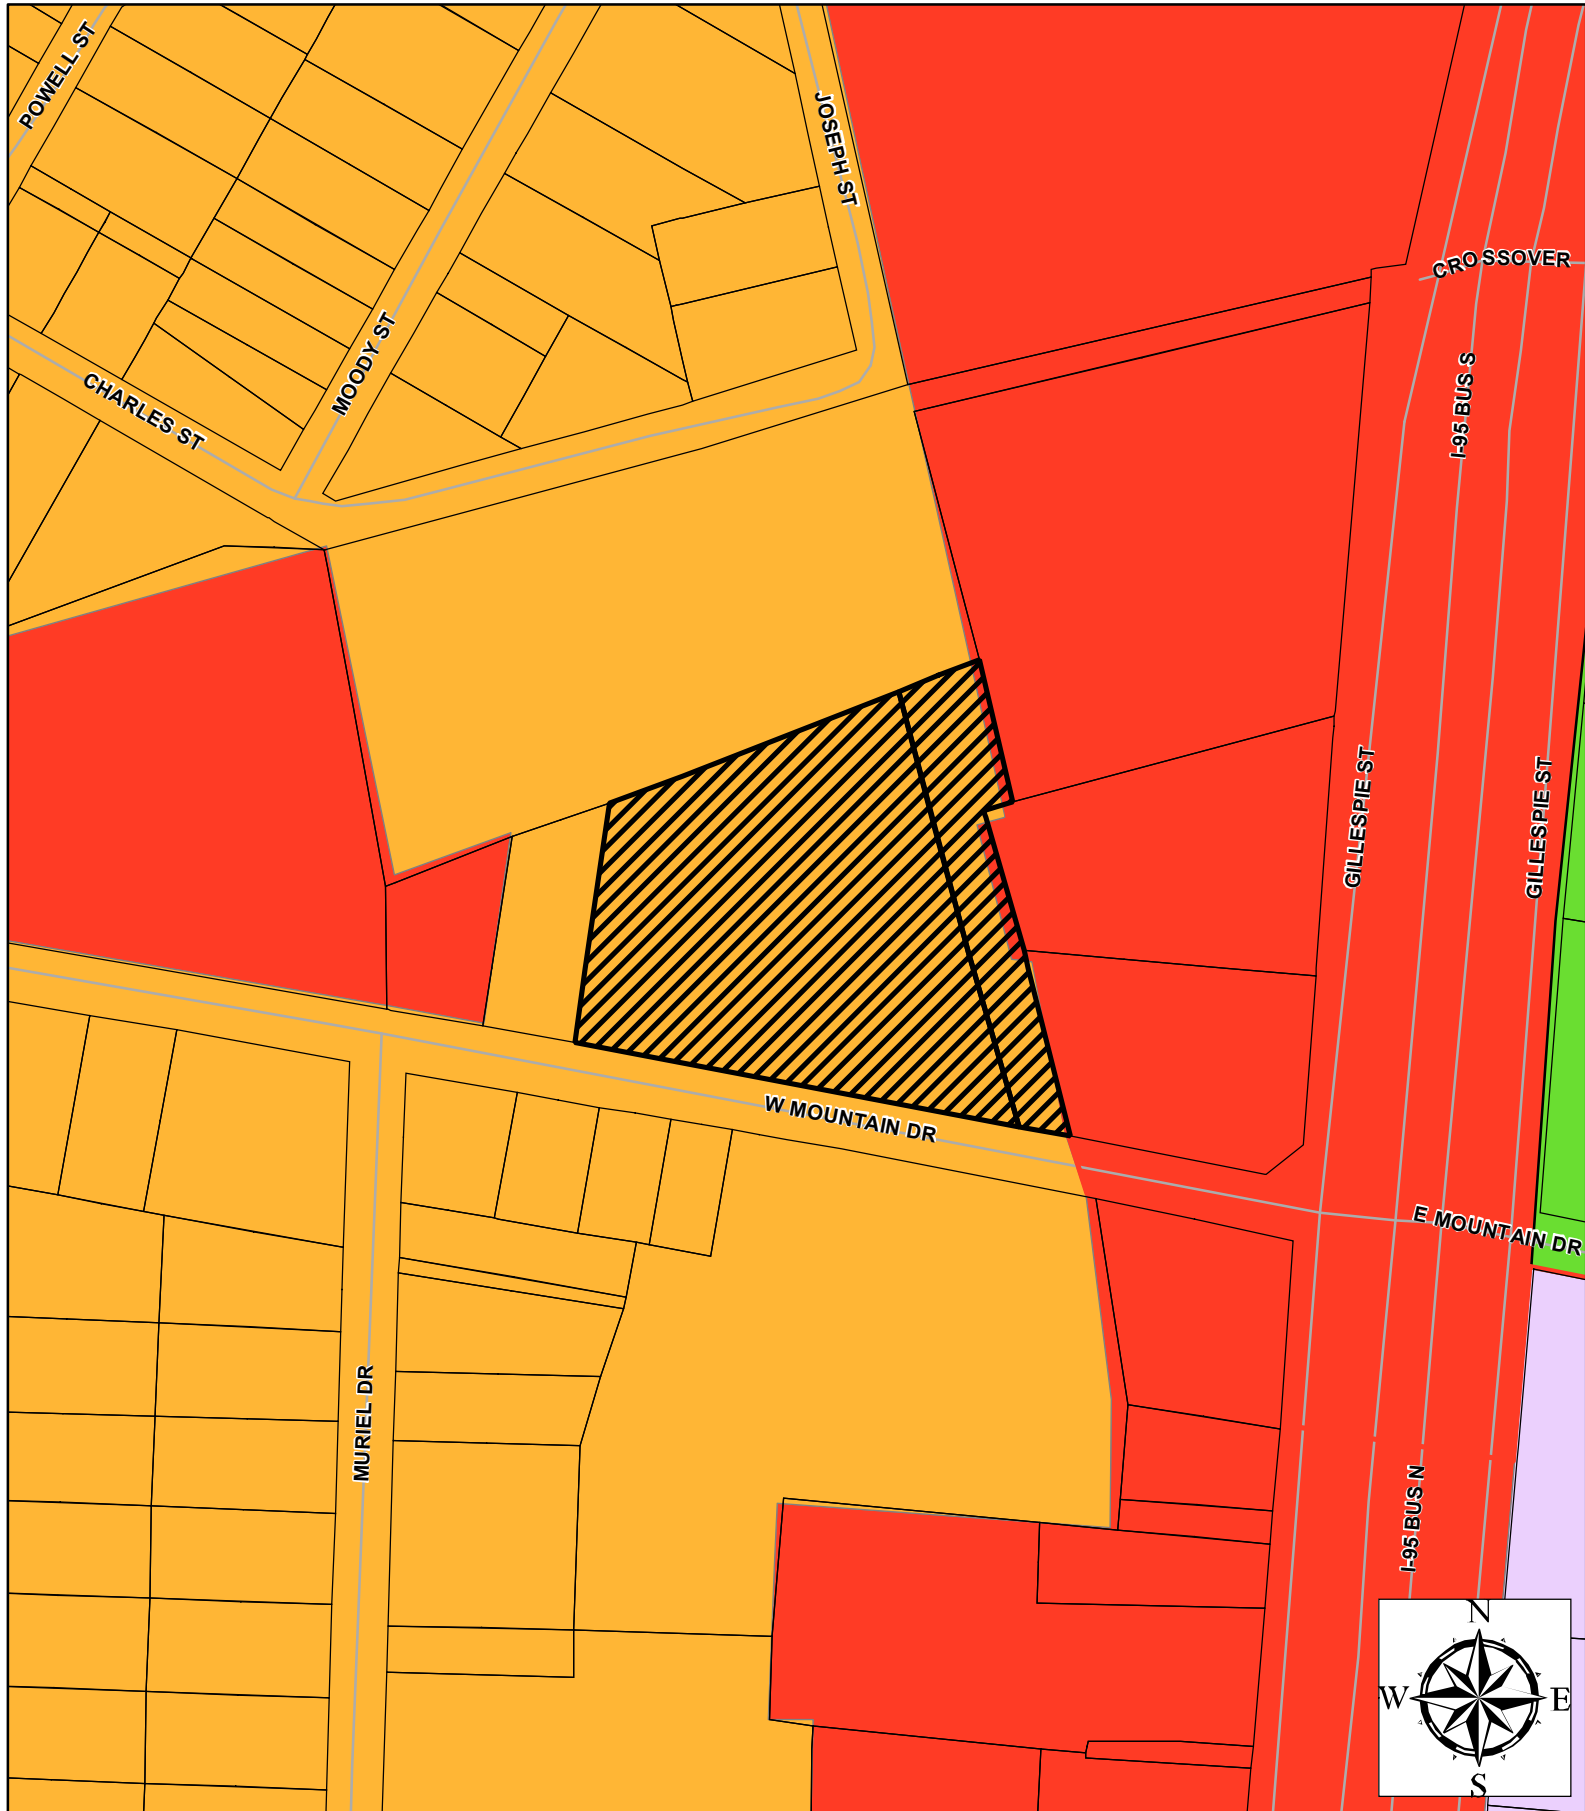 POWELL ST
JOSEPH ST
CROSSOVER
MOODY ST
CHARLES ST
I-95 BUS S
GILLESPIE ST
GILLESPIE ST
W MOUNTAIN DR
E MOUNTAIN DR
MURIEL DR
I-95 BUS N
N
W
E
S